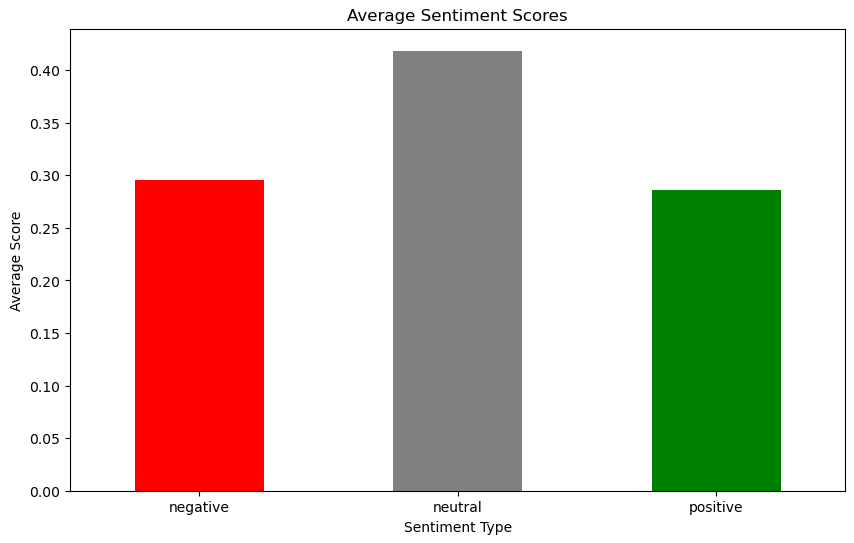 Average Sentiment Scores
Average Score
0.40
0.35
0.30
0.25
0.20
0.15
0.10
0.05
0.00
negative neutral positive
Sentiment Type